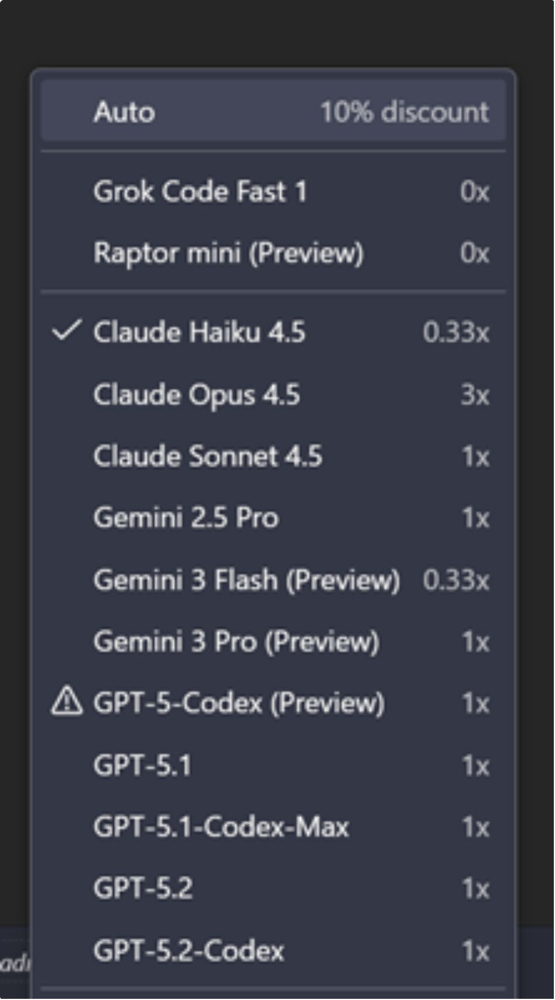 Auto 10% discount
Grok Code Fast 1 0x
Raptor mini (Preview) 0x
Claude Haiku 4.5 0.33x
Claude Opus 4.5 3x
Claude Sonnet 4.5 1x
Gemini 2.5 Pro 1x
Gemini 3 Flash (Preview) 0.33x
Gemini 3 Pro (Preview) 1x
GPT-5-Codex (Preview) 1x
GPT-5.1 1x
GPT-5.1-Codex-Max 1x
GPT-5.2 1x
GPT-5.2-Codex 1x